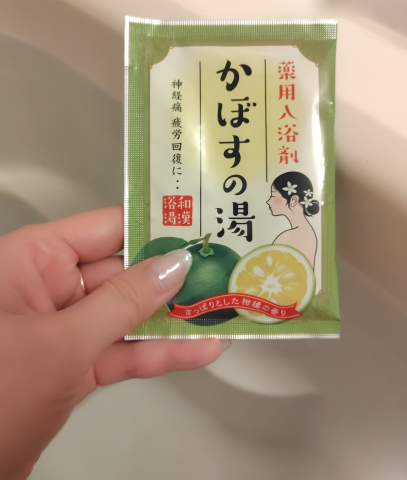 薬用入浴剤
かぼすの湯
神経痛 疲労回復に・・
和漢
浴湯
さっぱりとした柑橘の香り